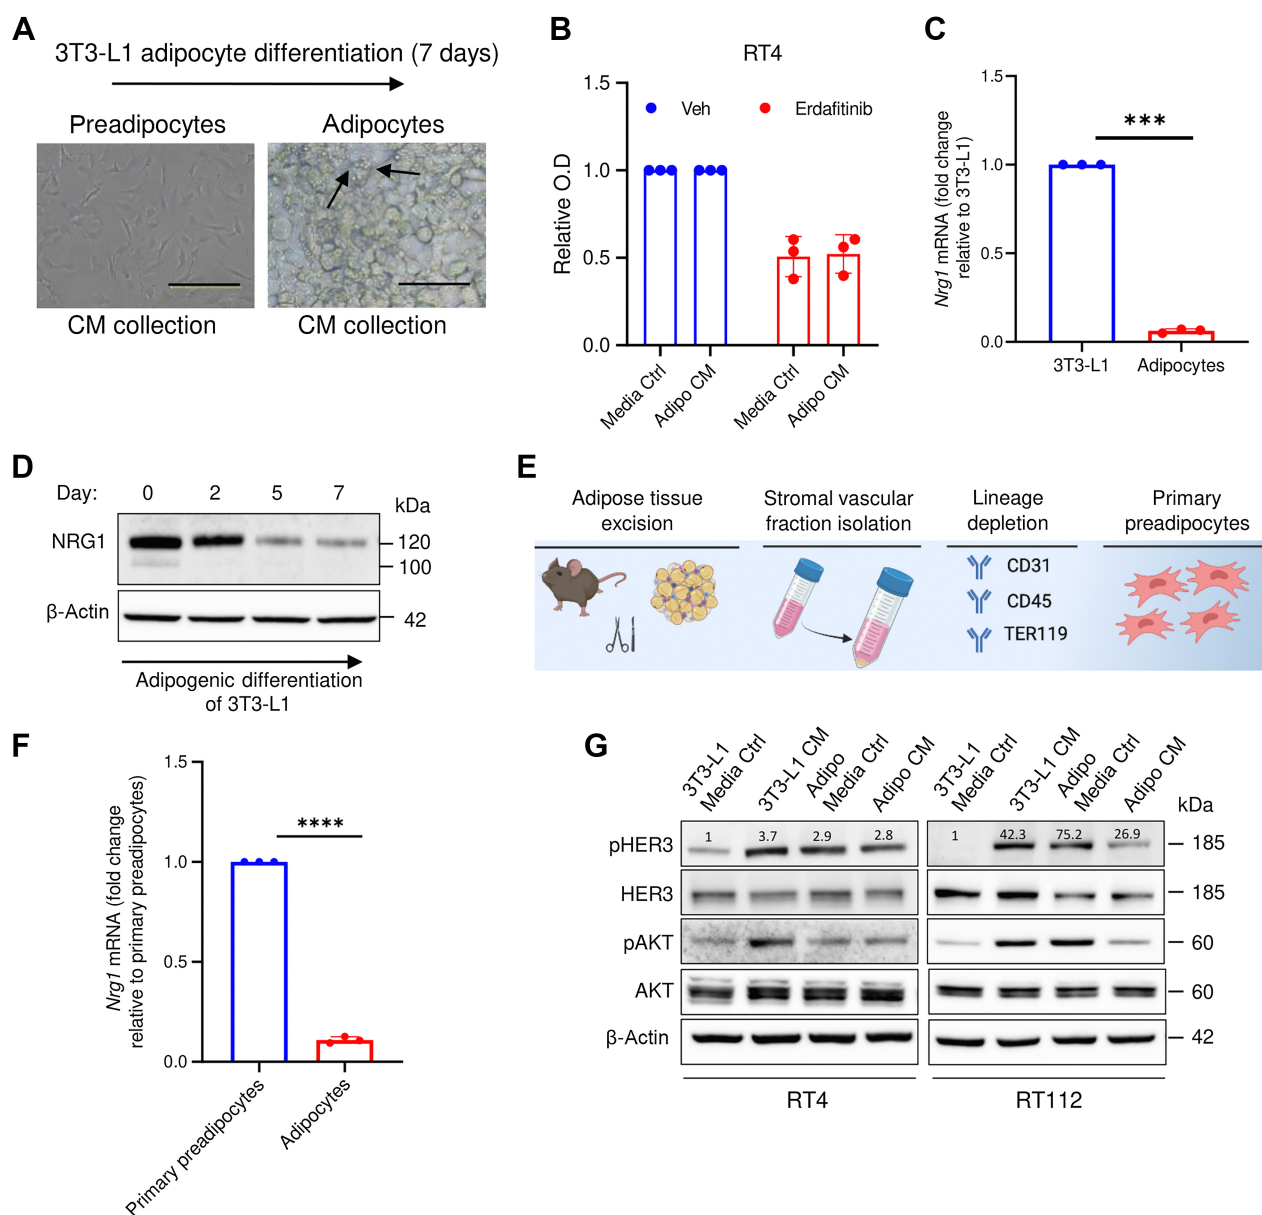 A
3T3-L1 adipocyte differentiation (7 days)
Preadipocytes
Adipocytes
CM collection
CM collection
B
RT4
Veh
Erdafitinib
Relative O.D
1.5
1.0
0.5
0.0
Media Ctrl
Adipo CM
Media Ctrl
Adipo CM
C
Nrg1 mRNA (fold change
relative to 3T3-L1)
1.5
1.0
0.5
0.0
***
3T3-L1
Adipocytes
D
Day:
0
2
5
7
kDa
NRG1
120
100
β-Actin
42
Adipogenic differentiation
of 3T3-L1
E
Adipose tissue
excision
Stromal vascular
fraction isolation
Lineage
depletion
Primary
preadipocytes
CD31
CD45
TER119
F
Nrg1 mRNA (fold change
relative to primary preadipocytes)
1.5
1.0
0.5
0.0
****
Primary preadipocytes
Adipocytes
G
3T3-L1
Media Ctrl
3T3-L1 CM
Adipo
Media Ctrl
Adipo CM
3T3-L1
Media Ctrl
3T3-L1 CM
Adipo
Media Ctrl
Adipo CM
kDa
pHER3
1
3.7
2.9
2.8
1
42.3
75.2
26.9
185
HER3
185
pAKT
60
AKT
60
β-Actin
42
RT4
RT112